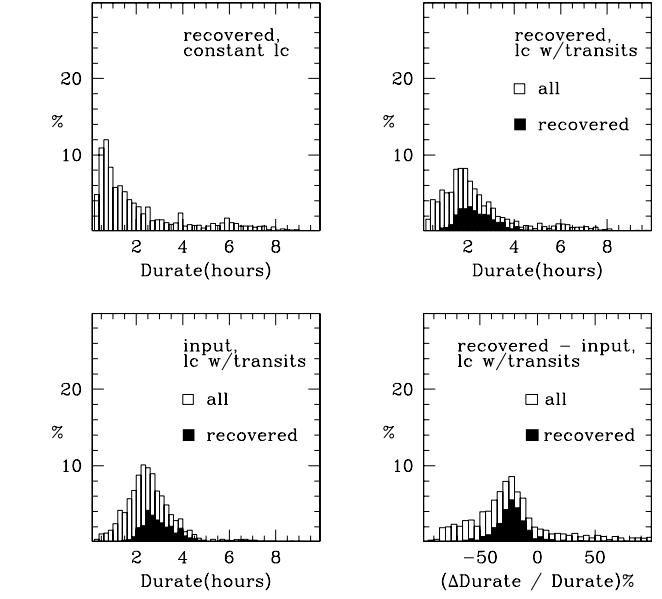 recovered,
constant lc
20
%
10
2 4 6 8
Durate(hours)
recovered,
lc w/transits
all
recovered
20
%
10
2 4 6 8
Durate(hours)
input,
lc w/transits
all
recovered
20
%
10
2 4 6 8
Durate(hours)
recovered − input,
lc w/transits
all
recovered
20
%
10
−50 0 50
(ΔDurate / Durate)%